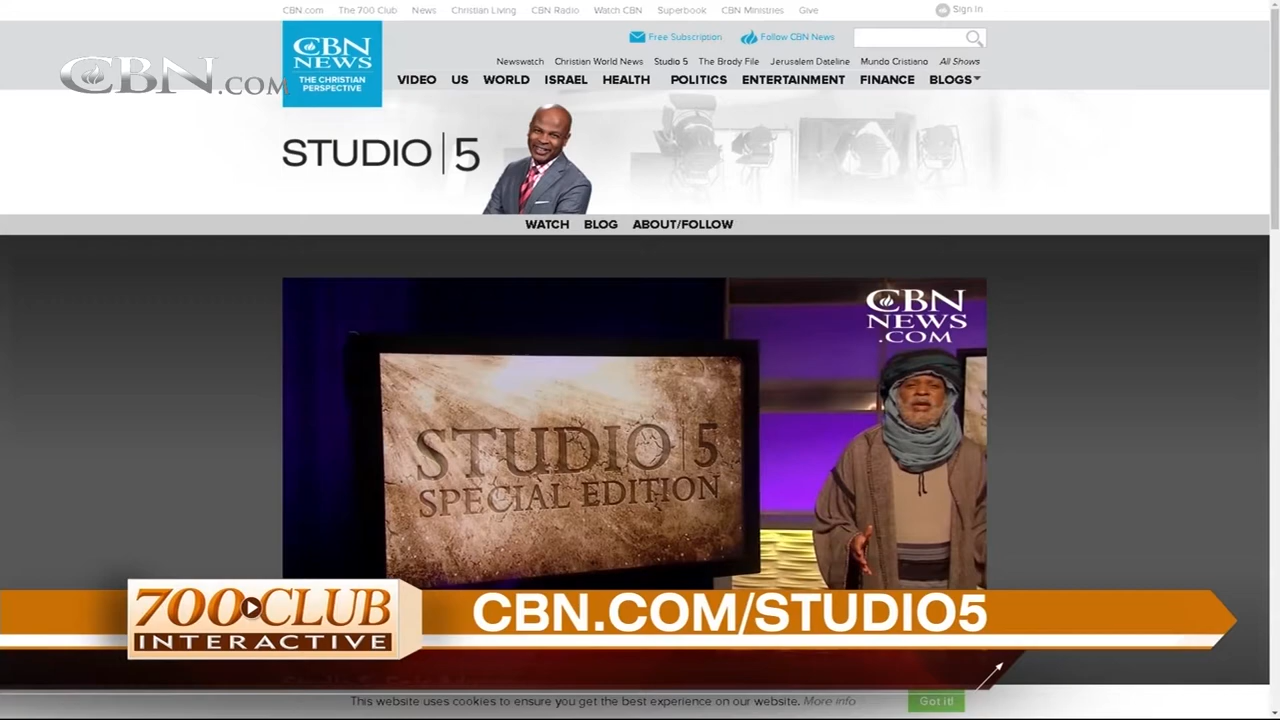 CBN.com The 700 Club News Christian Living CBN Radio Watch CBN Superbook CBN Ministries Give Sign In
Free Subscription Follow CBN News
CBN
NEWS
THE CHRISTIAN
PERSPECTIVE
CBN.COM
Newswatch Christian World News Studio 5 The Brody File Jerusalem Dateline Mundo Cristiano All Shows
VIDEO US WORLD ISRAEL HEALTH POLITICS ENTERTAINMENT FINANCE BLOGS
STUDIO|5
WATCH BLOG ABOUT/FOLLOW
CBN
NEWS
.COM
STUDIO|5
SPECIAL EDITION
700 CLUB
INTERACTIVE
CBN.COM/STUDIO5
This website uses cookies to ensure you get the best experience on our website. More info Got it!